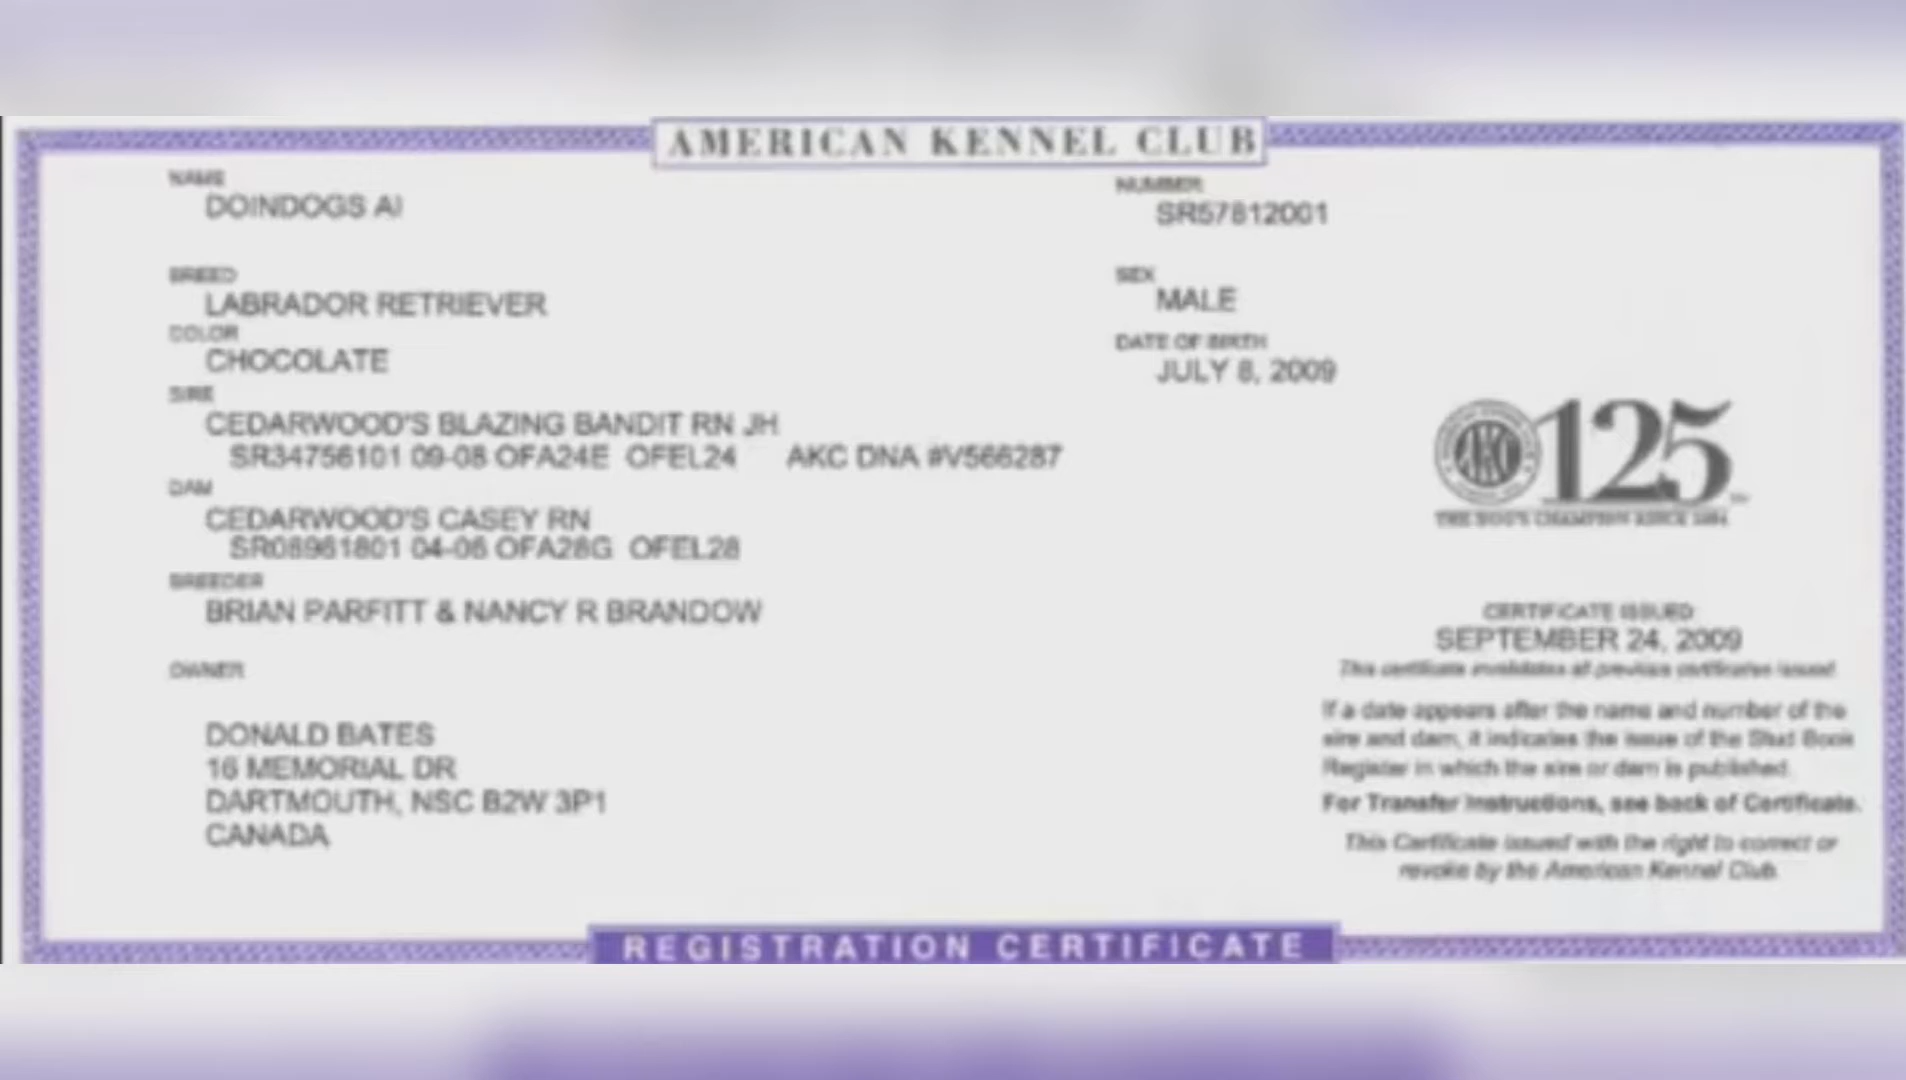 AMERICAN KENNEL CLUB
NAME
DOINDOGS AI
NUMBER
SR57812001
BREED
LABRADOR RETRIEVER
SEX
MALE
COLOR
CHOCOLATE
DATE OF BIRTH
JULY 8, 2009
SIRE
CEDARWOOD'S BLAZING BANDIT RN JH
SR34756101 09-08 OFA24E OFEL24 AKC DNA #V566287
DAM
CEDARWOOD'S CASEY RN
SR08961801 04-06 OFA28G OFEL28
AKC 125
THE DOG'S CHAMPION SINCE 1884
BREEDER
BRIAN PARFITT & NANCY R BRANDOW
OWNER
DONALD BATES
16 MEMORIAL DR
DARTMOUTH, NSC B2W 3P1
CANADA
CERTIFICATE ISSUED:
SEPTEMBER 24, 2009
This certificate invalidates all previous certificates issued.
If a date appears after the name and number of the
sire and dam, it indicates the issue of the Stud Book
Register in which the sire or dam is published.
For Transfer Instructions, see back of Certificate.
This Certificate issued with the right to correct or
revoke by the American Kennel Club.
REGISTRATION CERTIFICATE